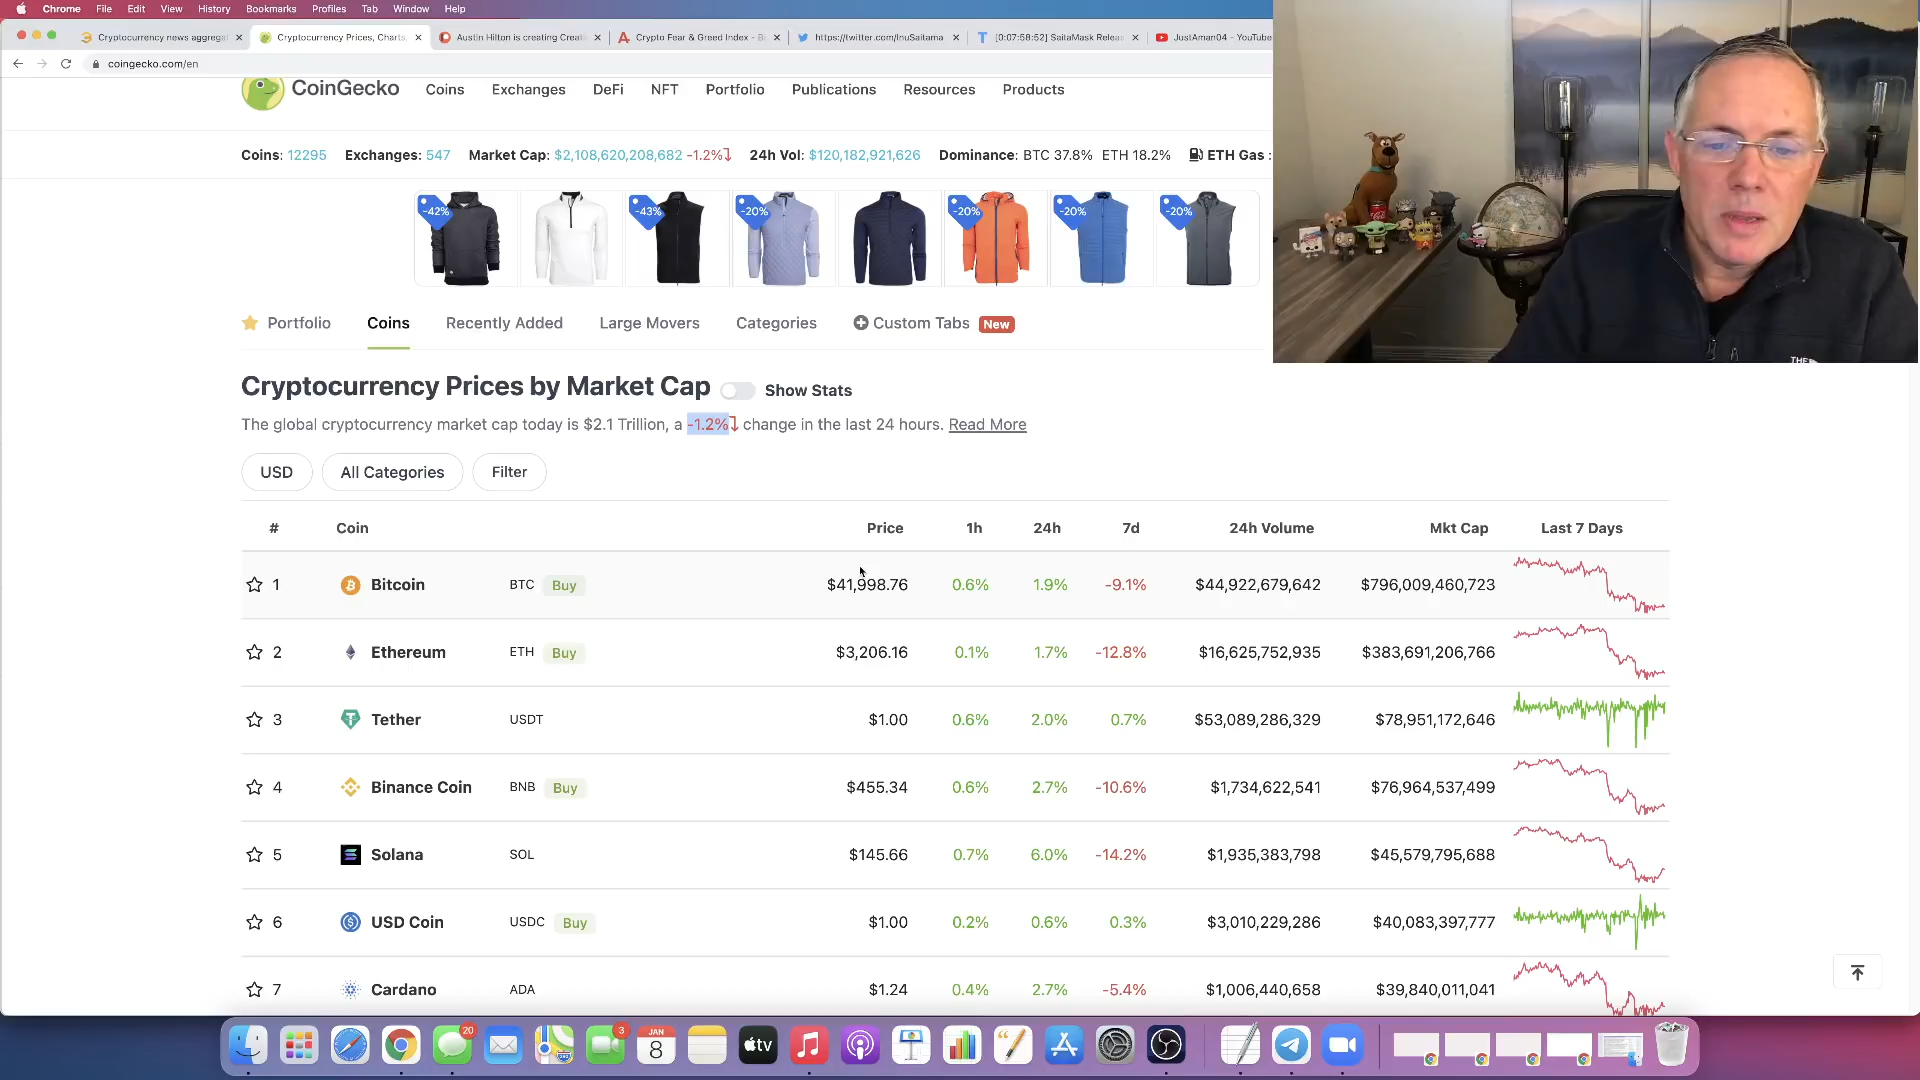 Chrome File Edit View History Bookmarks Profiles Tab Window Help
Cryptocurrency news aggregat
Cryptocurrency Prices, Charts,
Austin Hilton is creating Creati
Crypto Fear & Greed Index - Bi
https://twitter.com/InuSaitama
[0:07:58:52] SaitaMask Releas
JustAman04 - YouTube
coingecko.com/en
CoinGecko Coins Exchanges DeFi NFT Portfolio Publications Resources Products
Coins: 12295 Exchanges: 547 Market Cap: $2,108,620,208,682 -1.2% 24h Vol: $120,182,921,626 Dominance: BTC 37.8% ETH 18.2% ETH Gas :
-42% -43% -20% -20% -20% -20%
THE
Portfolio Coins Recently Added Large Movers Categories Custom Tabs New
Cryptocurrency Prices by Market Cap Show Stats
The global cryptocurrency market cap today is $2.1 Trillion, a -1.2% change in the last 24 hours. Read More
USD All Categories Filter
# Coin Price 1h 24h 7d 24h Volume Mkt Cap Last 7 Days
1 Bitcoin BTC Buy $41,998.76 0.6% 1.9% -9.1% $44,922,679,642 $796,009,460,723
2 Ethereum ETH Buy $3,206.16 0.1% 1.7% -12.8% $16,625,752,935 $383,691,206,766
3 Tether USDT $1.00 0.6% 2.0% 0.7% $53,089,286,329 $78,951,172,646
4 Binance Coin BNB Buy $455.34 0.6% 2.7% -10.6% $1,734,622,541 $76,964,537,499
5 Solana SOL $145.66 0.7% 6.0% -14.2% $1,935,383,798 $45,579,795,688
6 USD Coin USDC Buy $1.00 0.2% 0.6% 0.3% $3,010,229,286 $40,083,397,777
7 Cardano ADA $1.24 0.4% 2.7% -5.4% $1,006,440,658 $39,840,011,041
20 3 JAN
8 tv